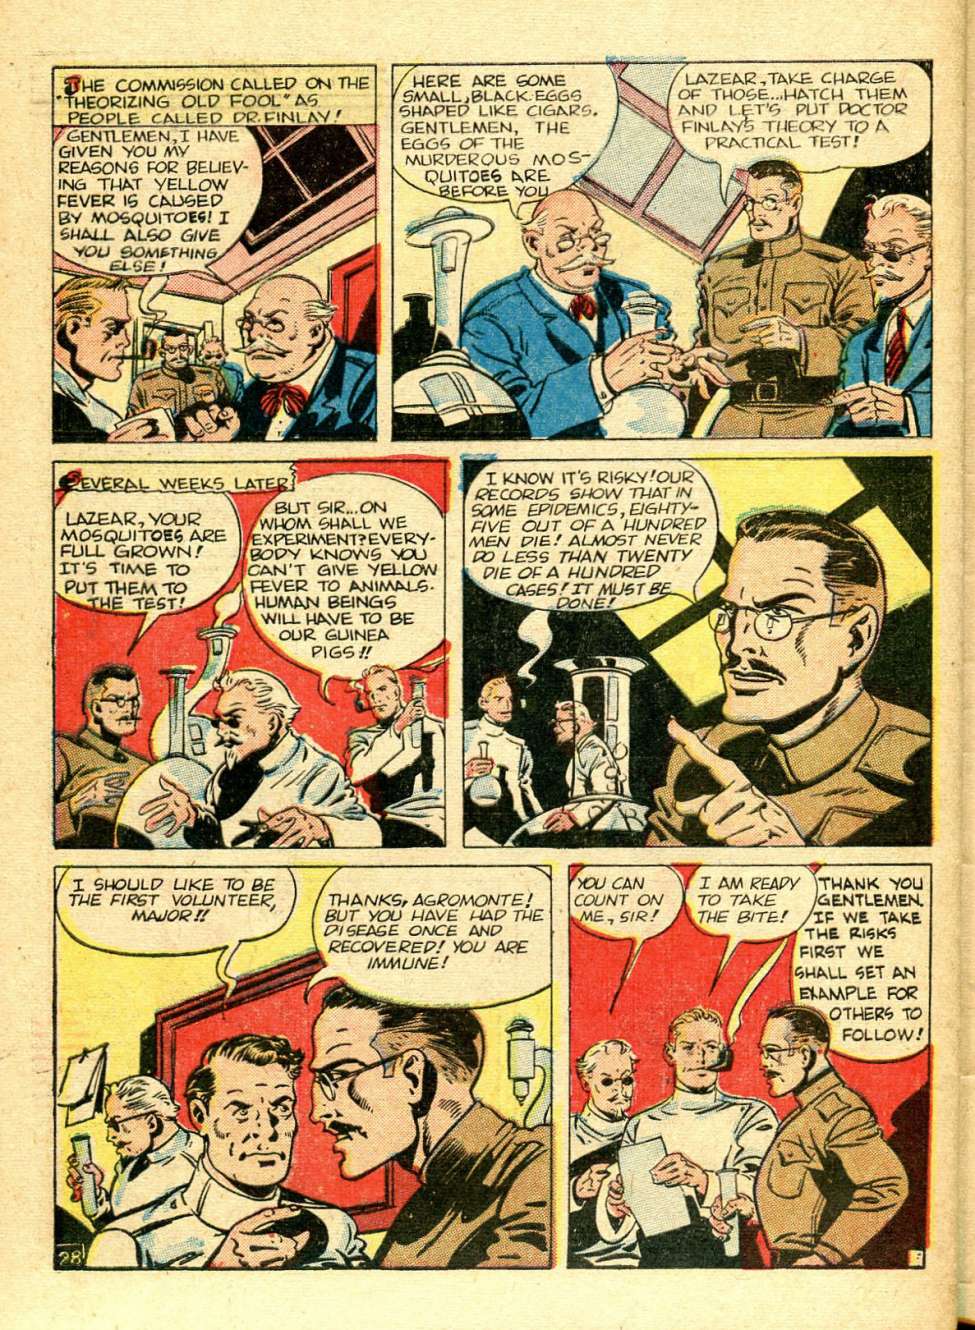 THE COMMISSION CALLED ON THE
"THEORIZING OLD FOOL" AS
PEOPLE CALLED DR. FINLAY!
GENTLEMEN, I HAVE
GIVEN YOU MY
REASONS FOR BELIEV-
ING THAT YELLOW
FEVER IS CAUSED
BY MOSQUITOES! I
SHALL ALSO GIVE
YOU SOMETHING
ELSE!
HERE ARE SOME
SMALL, BLACK EGGS
SHAPED LIKE CIGARS.
GENTLEMEN, THE
EGGS OF THE
MURDEROUS MOS-
QUITOES ARE
BEFORE YOU
LAZEAR, TAKE CHARGE
OF THOSE...HATCH THEM
AND LET'S PUT DOCTOR
FINLAY'S THEORY TO A
PRACTICAL TEST!
SEVERAL WEEKS LATER
LAZEAR, YOUR
MOSQUITOES ARE
FULL GROWN!
IT'S TIME TO
PUT THEM TO
THE TEST!
BUT SIR...ON
WHOM SHALL WE
EXPERIMENT? EVERY-
BODY KNOWS YOU
CAN'T GIVE YELLOW
FEVER TO ANIMALS.
HUMAN BEINGS
WILL HAVE TO BE
OUR GUINEA
PIGS!!
I KNOW IT'S RISKY! OUR
RECORDS SHOW THAT IN
SOME EPIDEMICS, EIGHTY-
FIVE OUT OF A HUNDRED
MEN DIE! ALMOST NEVER
DO LESS THAN TWENTY
DIE OF A HUNDRED
CASES! IT MUST BE
DONE!
I SHOULD LIKE TO BE
THE FIRST VOLUNTEER,
MAJOR!!
THANKS, AGROMONTE!
BUT YOU HAVE HAD THE
DISEASE ONCE AND
RECOVERED! YOU ARE
IMMUNE!
YOU CAN
COUNT ON
ME, SIR!
I AM READY
TO TAKE
THE BITE!
THANK YOU
GENTLEMEN.
IF WE TAKE
THE RISKS
FIRST WE
SHALL SET AN
EXAMPLE FOR
OTHERS TO
FOLLOW!
28